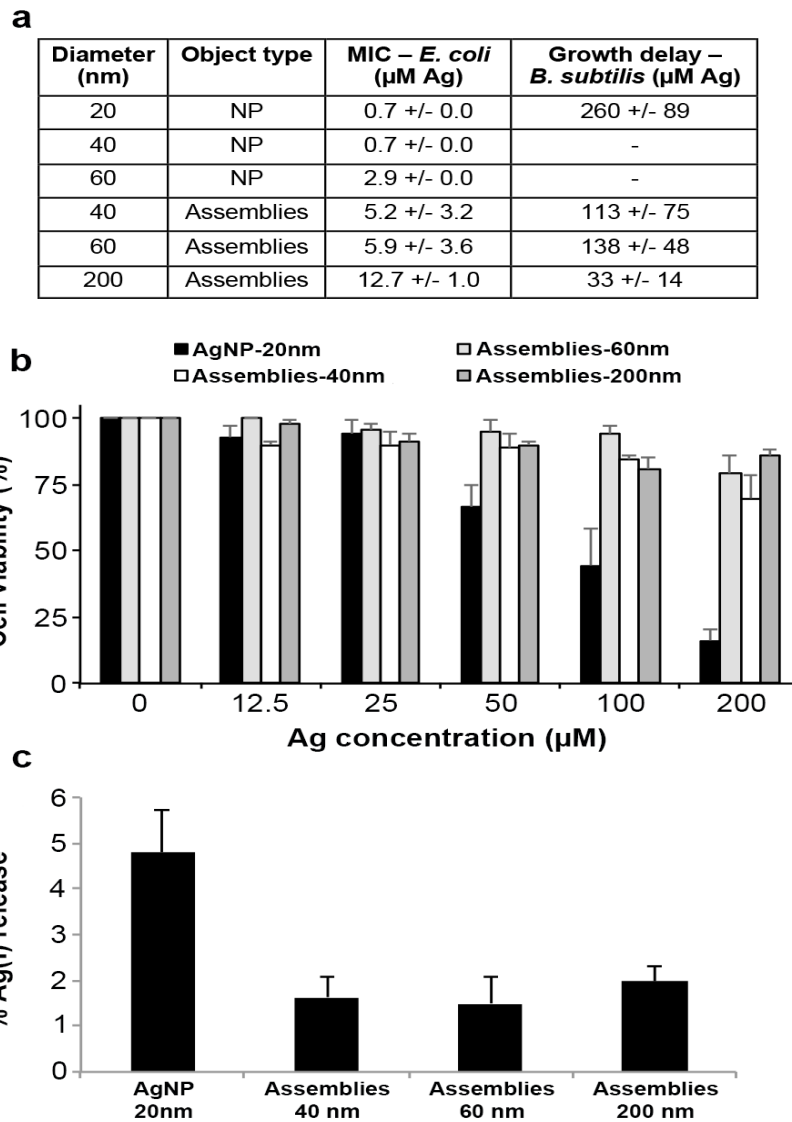 a
Diameter (nm) Object type MIC – E. coli (µM Ag) Growth delay – B. subtilis (µM Ag)
20 NP 0.7 +/- 0.0 260 +/- 89
40 NP 0.7 +/- 0.0 -
60 NP 2.9 +/- 0.0 -
40 Assemblies 5.2 +/- 3.2 113 +/- 75
60 Assemblies 5.9 +/- 3.6 138 +/- 48
200 Assemblies 12.7 +/- 1.0 33 +/- 14
b
AgNP-20nm Assemblies-60nm
Assemblies-40nm Assemblies-200nm
Cell viability (%)
100
75
50
25
0
0 12.5 25 50 100 200
Ag concentration (µM)
c
% Ag(I) release
6
5
4
3
2
1
0
AgNP Assemblies Assemblies Assemblies
20nm 40 nm 60 nm 200 nm